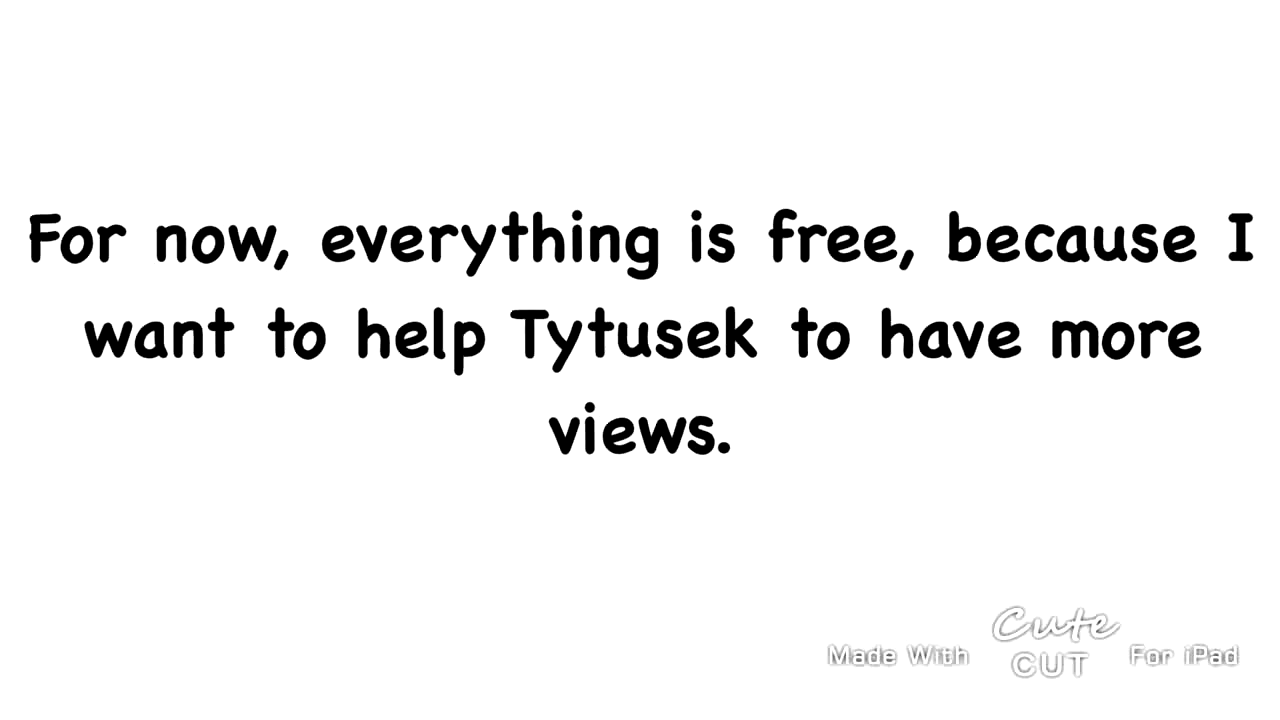 For now, everything is free, because I
want to help Tytusek to have more
views.
Made With Cute CUT For iPad